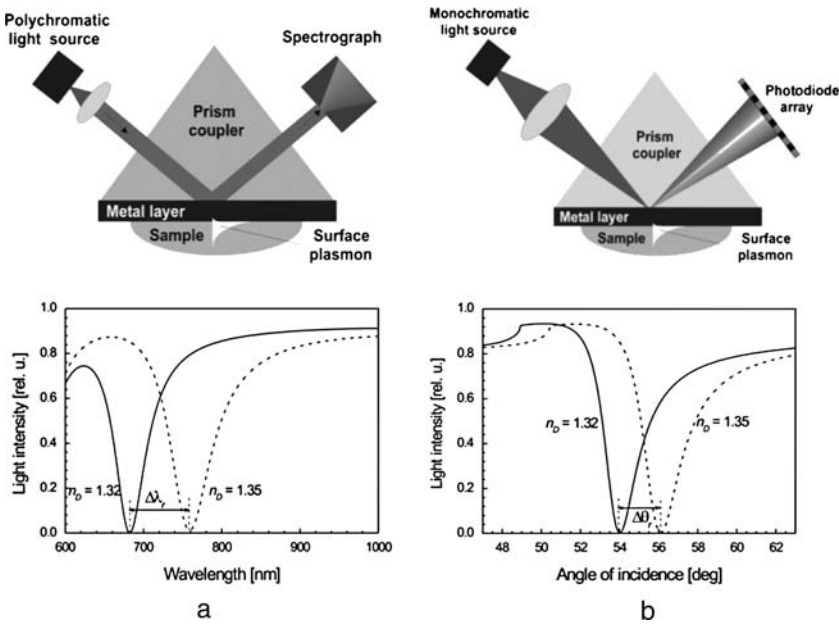 Polychromatic
light source
Spectrograph
Prism
coupler
Metal layer
Sample
Surface
plasmon
Monochromatic
light source
Photodiode
array
Prism
coupler
Metal layer
Sample
Surface
plasmon
Light intensity [rel. u.]
1.0
0.8
0.6
0.4
0.2
0.0
n_D = 1.32
Δλ_r
n_D = 1.35
600 700 800 900 1000
Wavelength [nm]
a
Light intensity [rel. u.]
1.0
0.8
0.6
0.4
0.2
0.0
n_D = 1.32
n_D = 1.35
Δθ_r
48 50 52 54 56 58 60 62
Angle of incidence [deg]
b